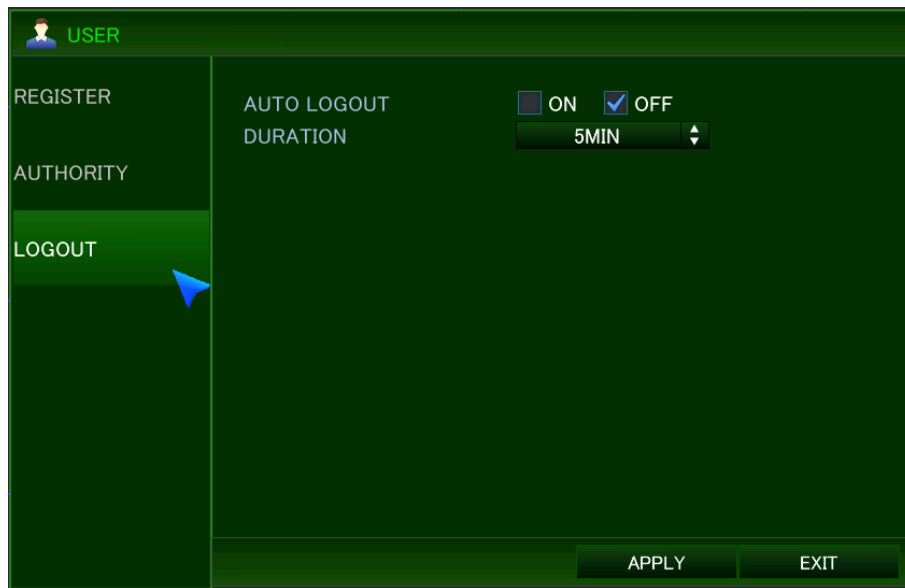 USER
REGISTER
AUTHORITY
LOGOUT
AUTO LOGOUT ON OFF
DURATION 5MIN
APPLY EXIT